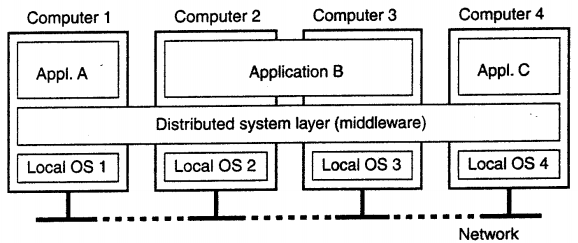 Computer 1 Computer 2 Computer 3 Computer 4
Appl. A Application B Appl. C
Distributed system layer (middleware)
Local OS 1 Local OS 2 Local OS 3 Local OS 4
Network